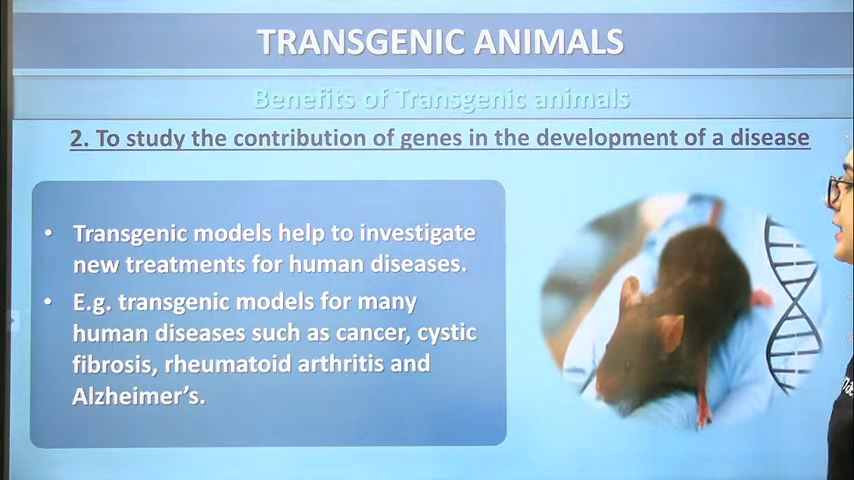 TRANSGENIC ANIMALS
Benefits of Transgenic animals
2. To study the contribution of genes in the development of a disease
• Transgenic models help to investigate
new treatments for human diseases.
• E.g. transgenic models for many
human diseases such as cancer, cystic
fibrosis, rheumatoid arthritis and
Alzheimer's.